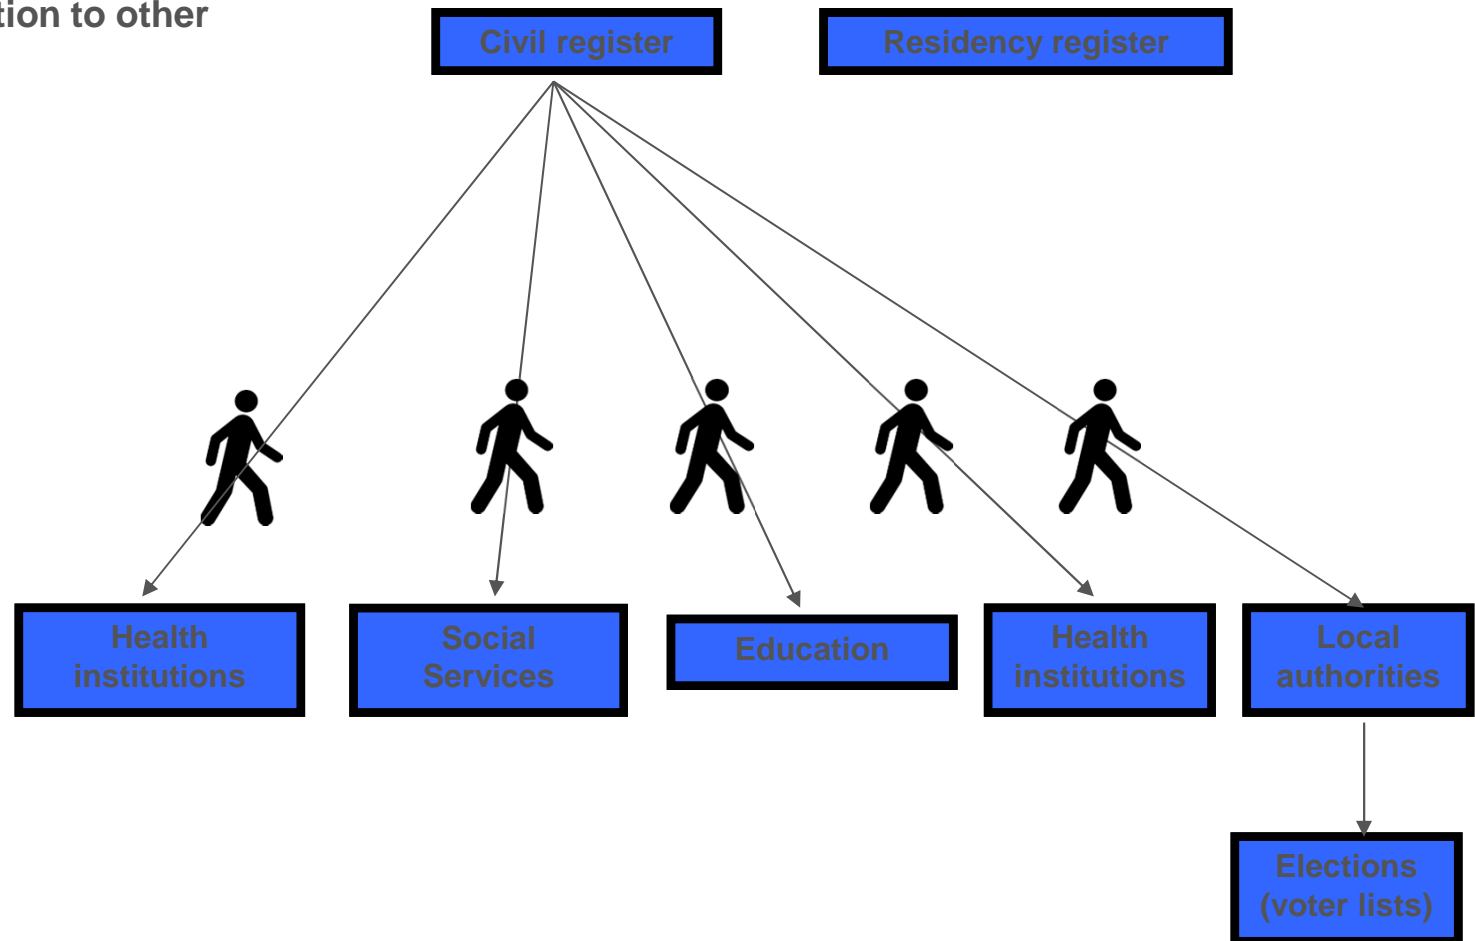 tion to other
Civil register
Residency register
Health
institutions
Social
Services
Education
Health
institutions
Local
authorities
Elections
(voter lists)